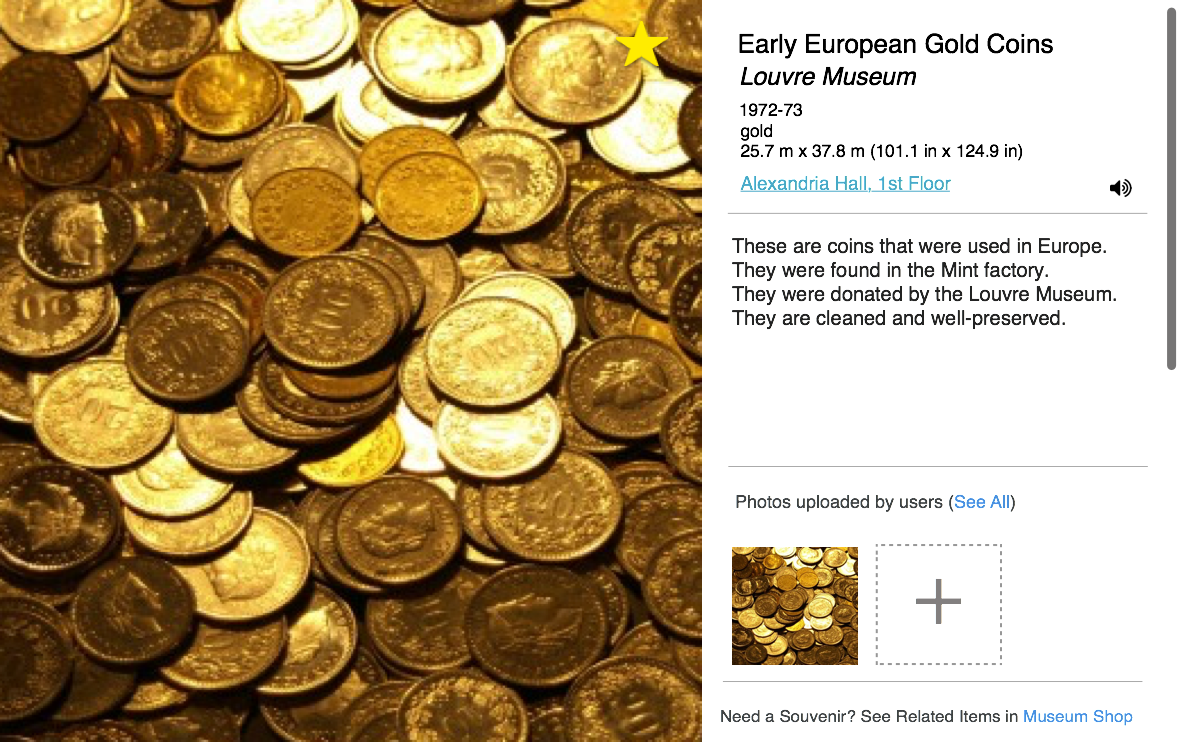 Early European Gold Coins
Louvre Museum
1972-73
gold
25.7 m x 37.8 m (101.1 in x 124.9 in)
Alexandria Hall, 1st Floor
These are coins that were used in Europe.
They were found in the Mint factory.
They were donated by the Louvre Museum.
They are cleaned and well-preserved.
Photos uploaded by users (See All)
Need a Souvenir? See Related Items in Museum Shop